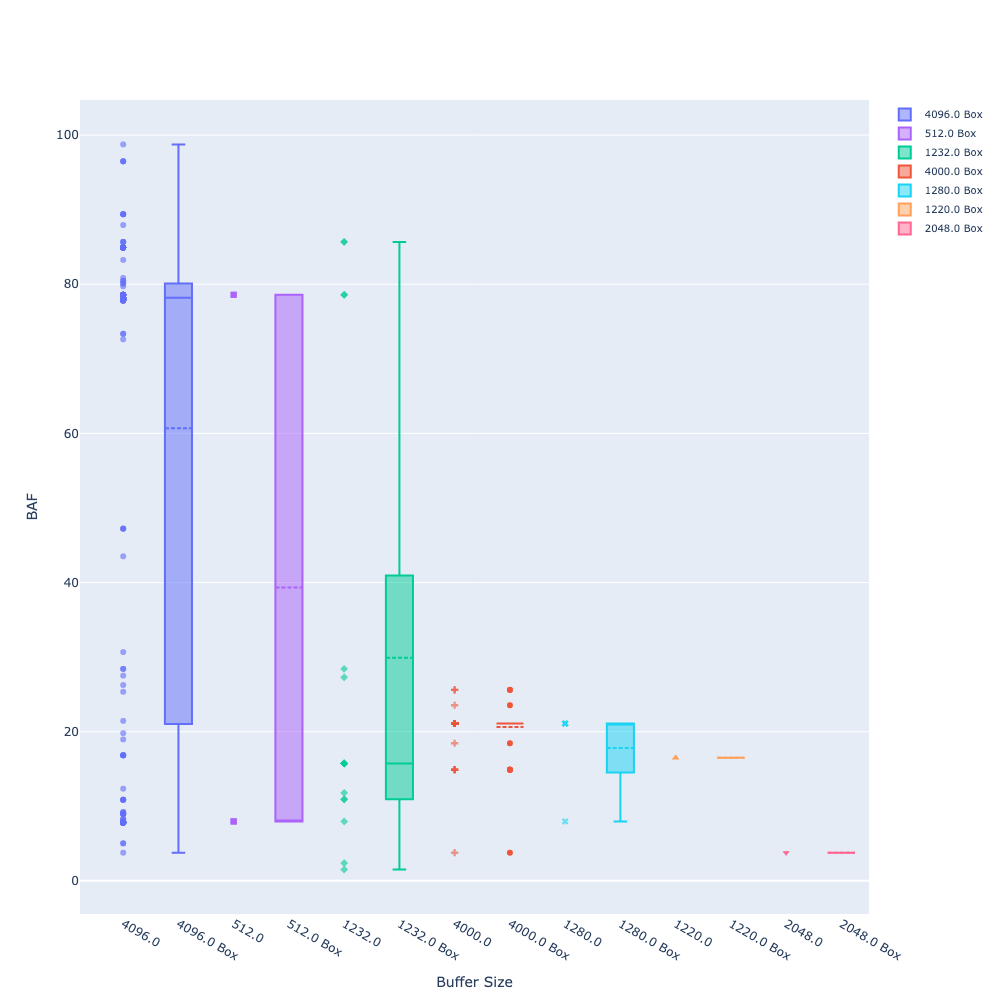 100
80
60
40
20
0
BAF
4096.0
4096.0 Box
512.0
512.0 Box
1232.0
1232.0 Box
4000.0
4000.0 Box
1280.0
1280.0 Box
1220.0
1220.0 Box
2048.0
2048.0 Box
Buffer Size
4096.0 Box
512.0 Box
1232.0 Box
4000.0 Box
1280.0 Box
1220.0 Box
2048.0 Box